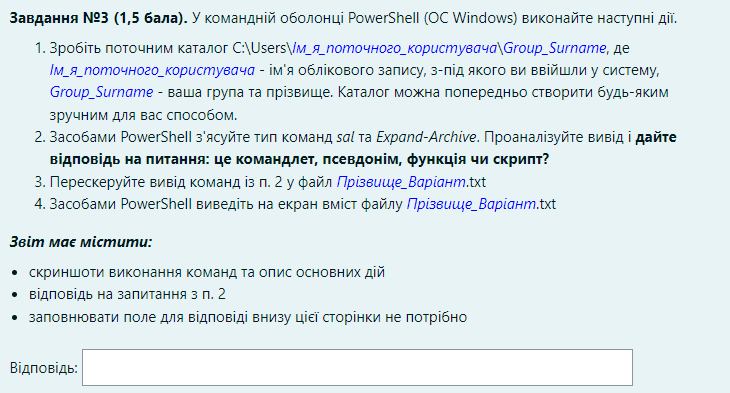 Завдання №3 (1,5 бала). У командній оболонці PowerShell (ОС Windows) виконайте наступні дії.
1. Зробіть поточним каталог C:\Users\Ім_я_поточного_користувача\Group_Surname, де
Ім_я_поточного_користувача - ім'я облікового запису, з-під якого ви ввійшли у систему,
Group_Surname - ваша група та прізвище. Каталог можна попередньо створити будь-яким
зручним для вас способом.
2. Засобами PowerShell з'ясуйте тип команд sal та Expand-Archive. Проаналізуйте вивід і дайте
відповідь на питання: це командлет, псевдонім, функція чи скрипт?
3. Перескеруйте вивід команд із п. 2 у файл Прізвище_Варіант.txt
4. Засобами PowerShell виведіть на екран вміст файлу Прізвище_Варіант.txt
Звіт має містити:
• скриншоти виконання команд та опис основних дій
• відповідь на запитання з п. 2
• заповнювати поле для відповіді внизу цієї сторінки не потрібно
Відповідь: